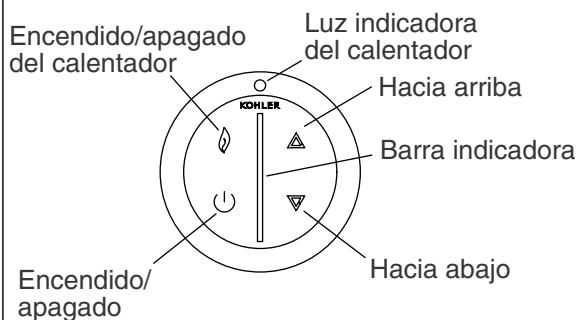 Encendido/apagado
del calentador
Luz indicadora
del calentador
Hacia arriba
KOHLER
Barra indicadora
Hacia abajo
Encendido/
apagado